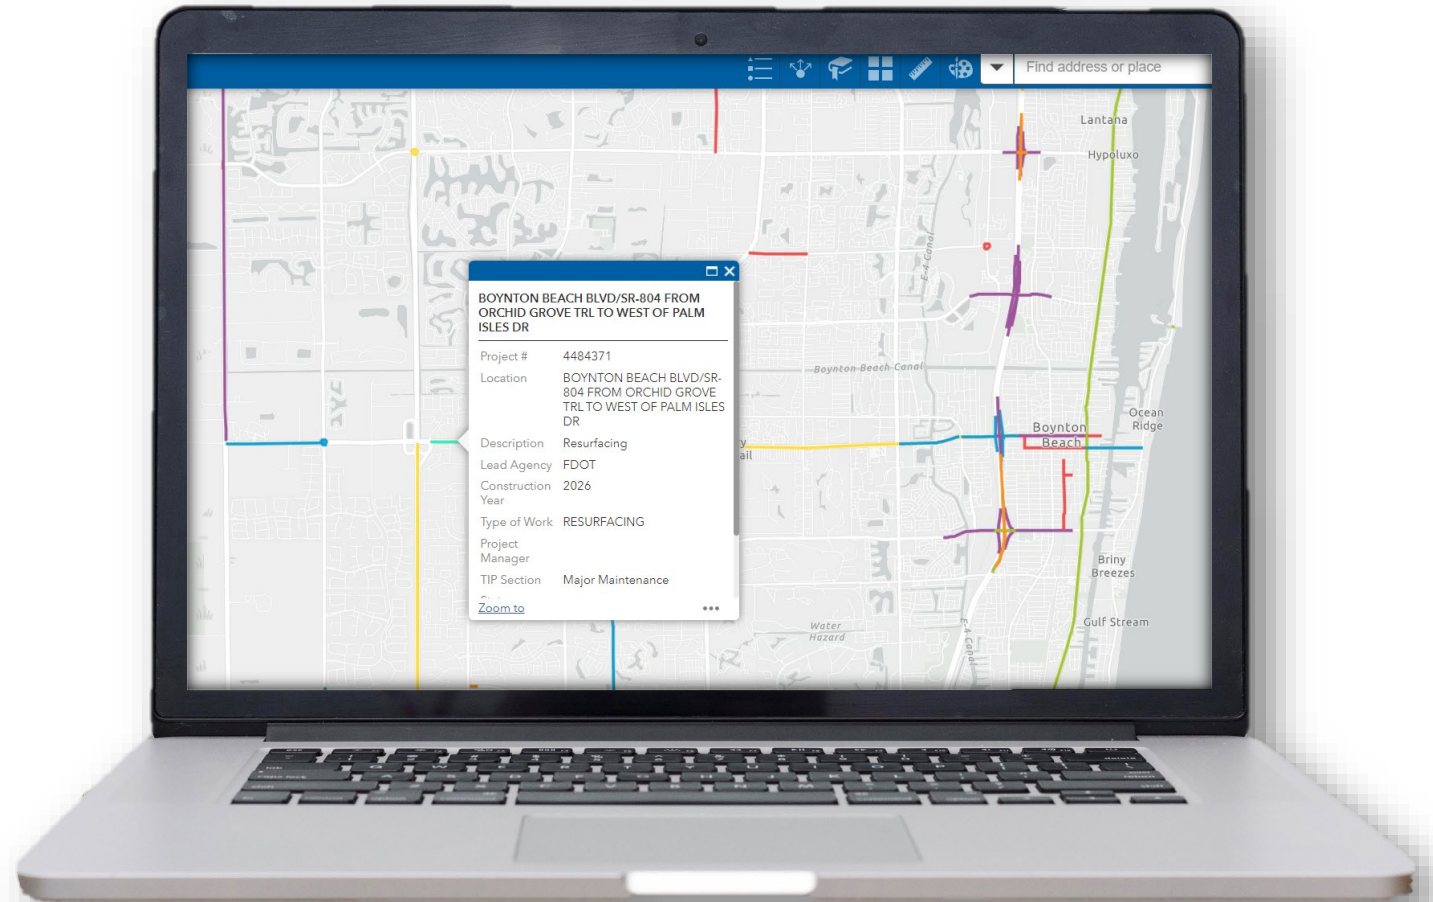 Find address or place
Lantana
Hypoluxo
E-4 Canal
BOYNTON BEACH BLVD/SR-804 FROM
ORCHID GROVE TRL TO WEST OF PALM
ISLES DR
Project # 4484371
Location BOYNTON BEACH BLVD/SR-
804 FROM ORCHID GROVE
TRL TO WEST OF PALM ISLES
DR
Description Resurfacing
Lead Agency FDOT
Construction 2026
Year
Type of Work RESURFACING
Project
Manager
TIP Section Major Maintenance
Zoom to
Boynton Beach Canal
Ocean
Ridge
Boynton
Beach
ail
Briny
Breezes
Gulf Stream
Water
Hazard
E-4 Canal